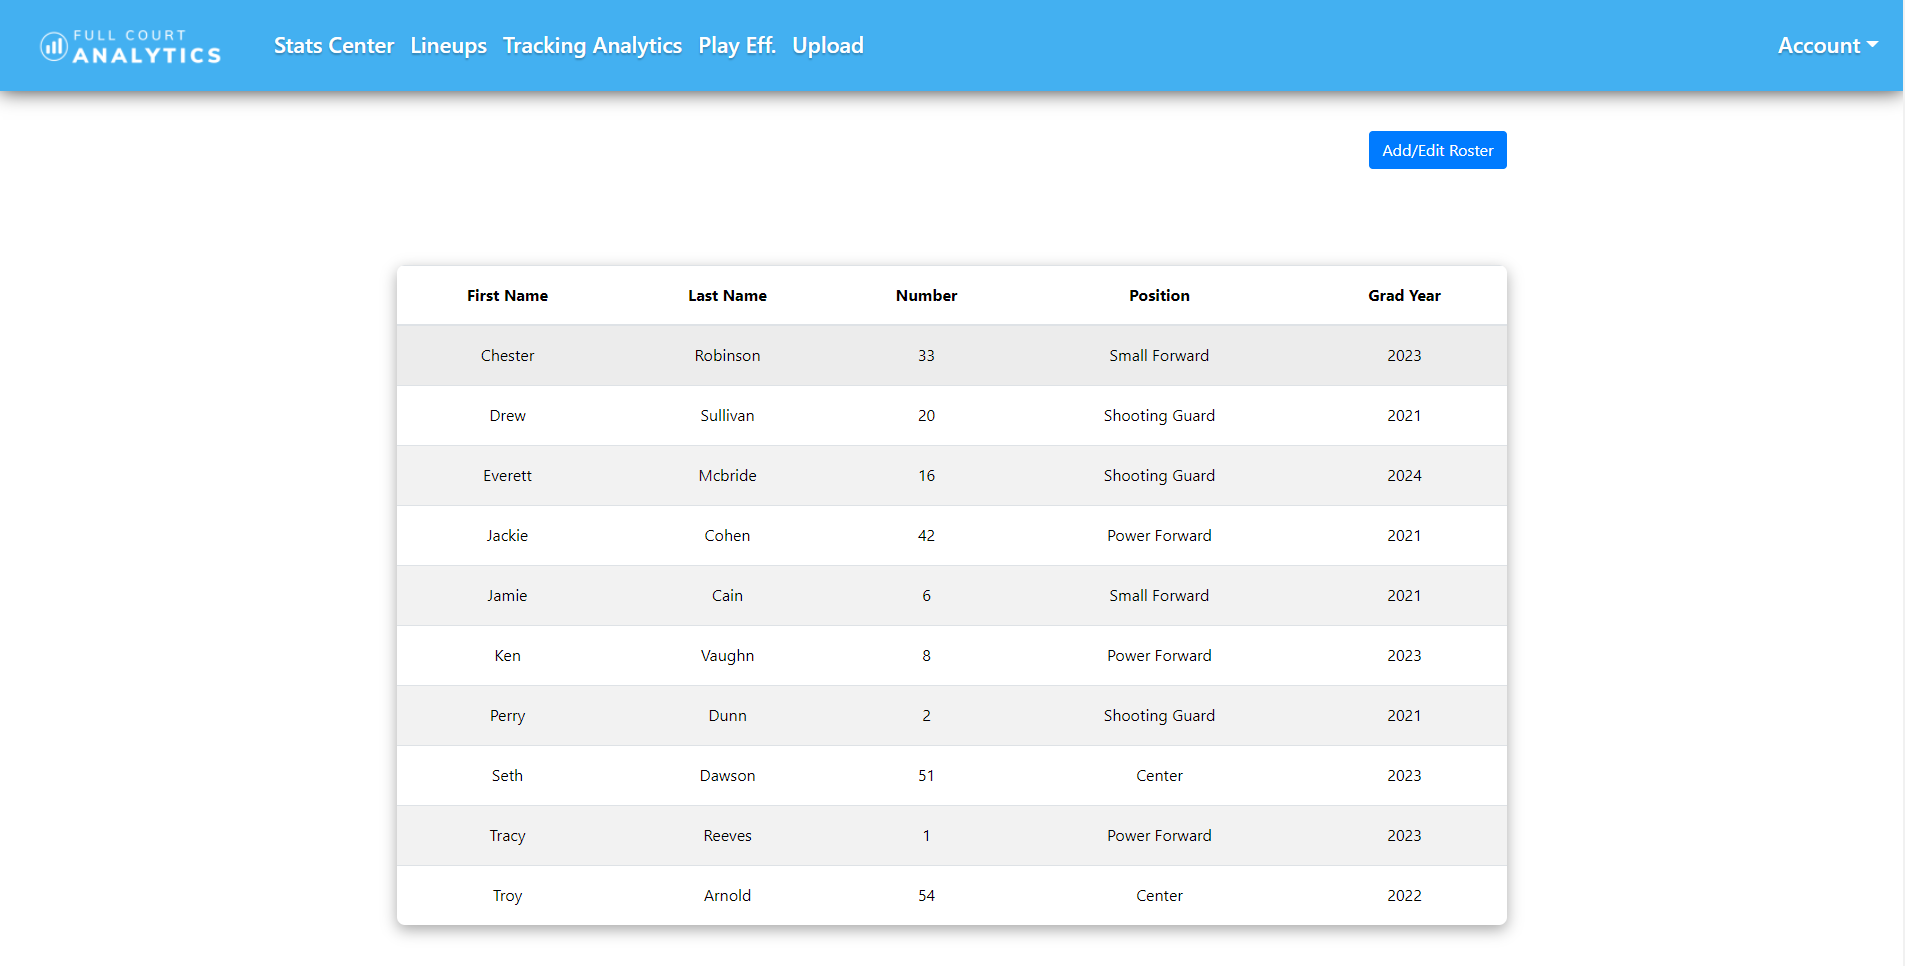 FULL COURT
ANALYTICS
Stats Center Lineups Tracking Analytics Play Eff. Upload Account
Add/Edit Roster
First Name Last Name Number Position Grad Year
Chester Robinson 33 Small Forward 2023
Drew Sullivan 20 Shooting Guard 2021
Everett Mcbride 16 Shooting Guard 2024
Jackie Cohen 42 Power Forward 2021
Jamie Cain 6 Small Forward 2021
Ken Vaughn 8 Power Forward 2023
Perry Dunn 2 Shooting Guard 2021
Seth Dawson 51 Center 2023
Tracy Reeves 1 Power Forward 2023
Troy Arnold 54 Center 2022